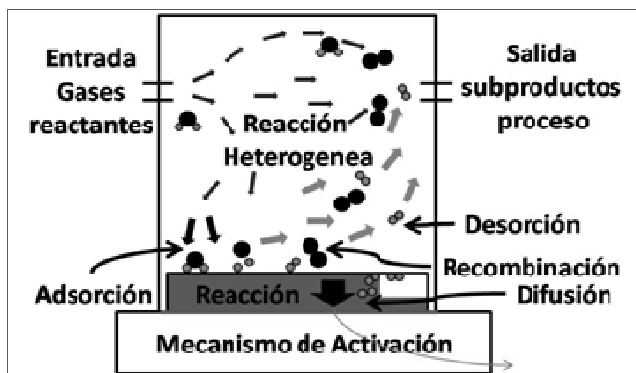 Entrada
Gases
reactantes
Salida
subproductos
proceso
Reacción
Heterogenea
Desorción
Recombinación
Adsorción
Reacción
Difusión
Mecanismo de Activación